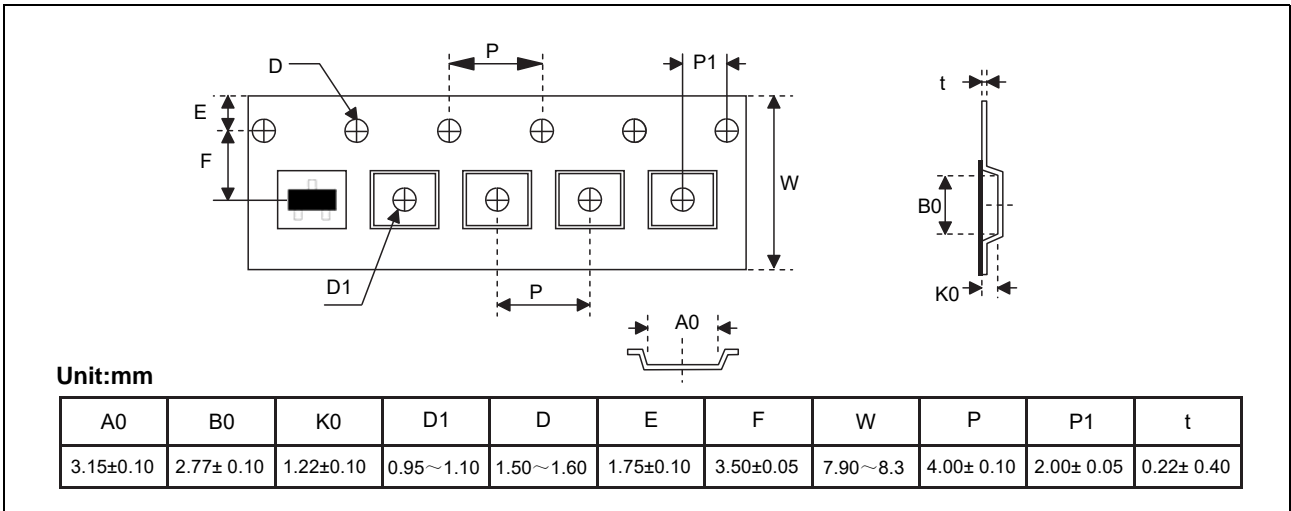 P
P1
D
t
E
F
W
B0
D1
P
K0
A0
Unit:mm
A0 B0 K0 D1 D E F W P P1 t
3.15±0.10 2.77± 0.10 1.22±0.10 0.95～1.10 1.50～1.60 1.75±0.10 3.50±0.05 7.90～8.3 4.00± 0.10 2.00± 0.05 0.22± 0.40